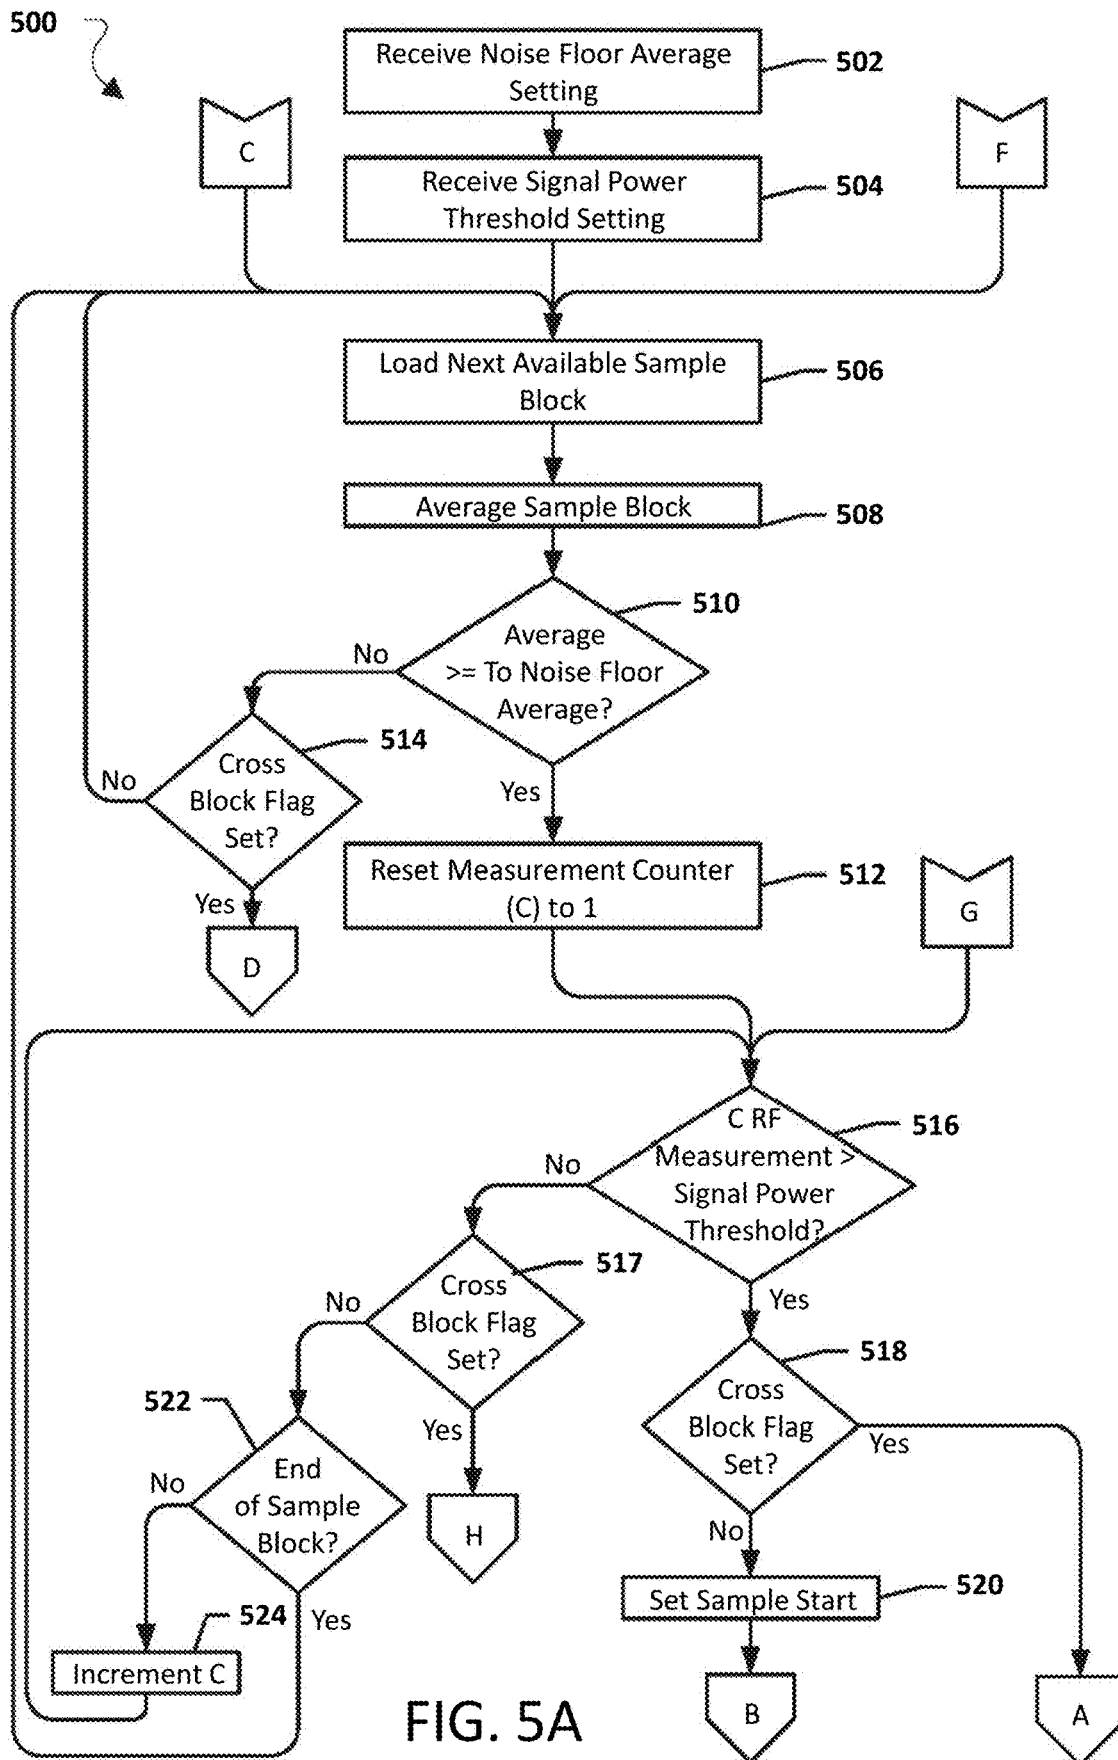 500
Receive Noise Floor Average
Setting
502
C
F
Receive Signal Power
Threshold Setting
504
Load Next Available Sample
Block
506
Average Sample Block
508
510
Average
>= To Noise Floor
Average?
No
514
Cross
Block Flag
Set?
No
Yes
Yes
Reset Measurement Counter
(C) to 1
512
G
D
C RF
Measurement >
Signal Power
Threshold?
516
No
Yes
517
Cross
Block Flag
Set?
No
Yes
518
Cross
Block Flag
Set?
Yes
No
522
End
of Sample
Block?
No
Yes
H
Set Sample Start
520
524
Increment C
B
A
FIG. 5A